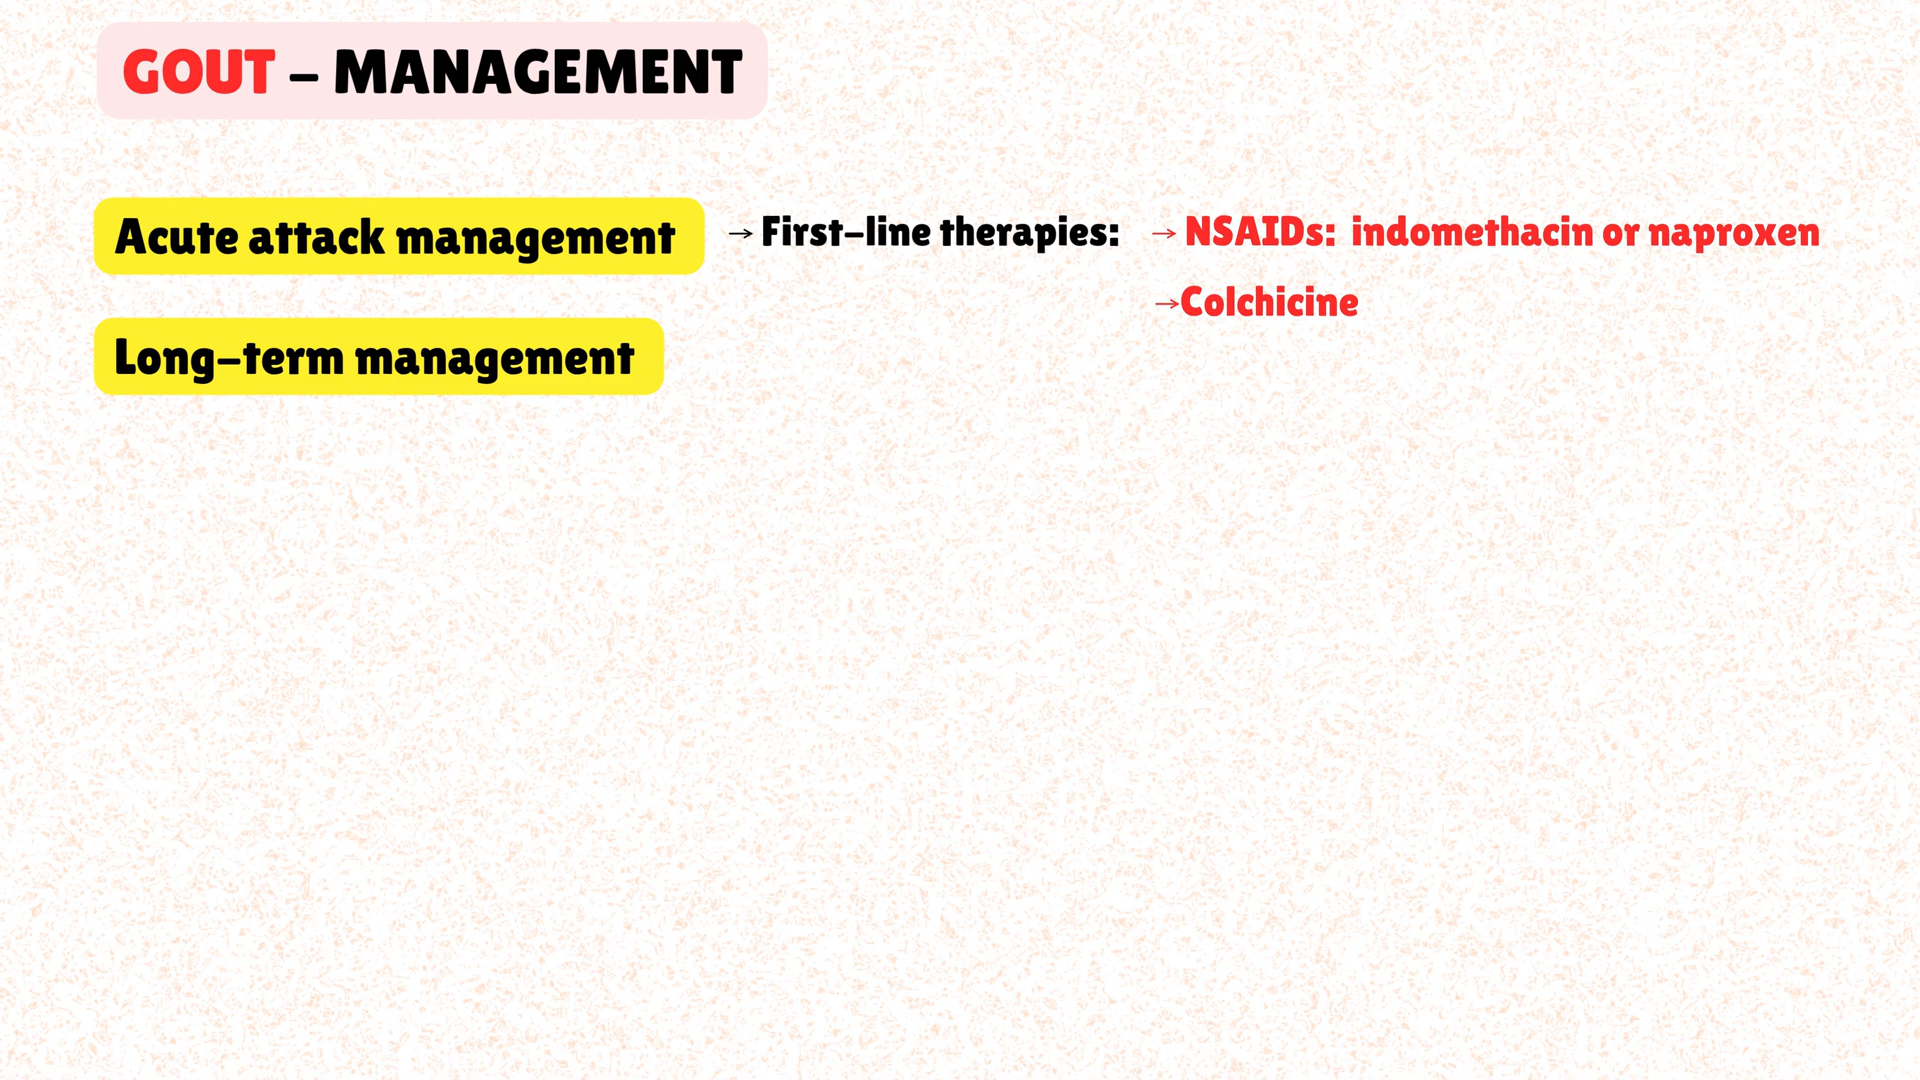 GOUT – MANAGEMENT
Acute attack management → First-line therapies: → NSAIDs: indomethacin or naproxen
→Colchicine
Long-term management